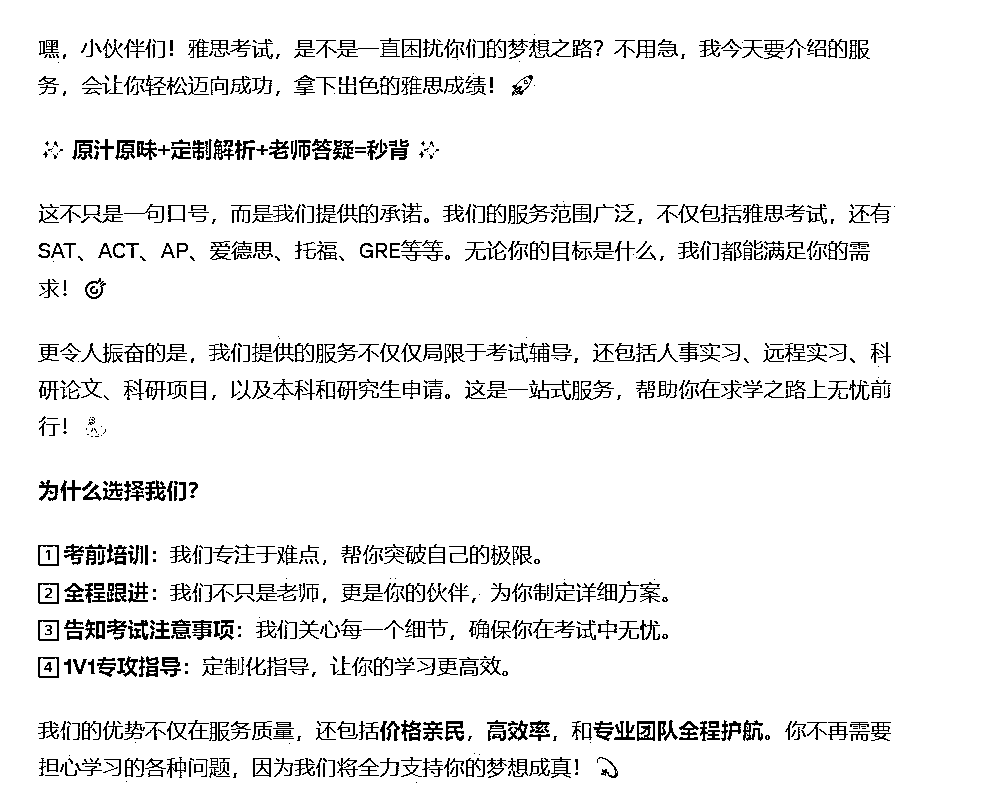 嘿，小伙伴们！雅思考试，是不是一直困扰你们的梦想之路？不用急，我今天要介绍的服
务，会让你轻松迈向成功，拿下出色的雅思成绩！🚀
✨ 原汁原味+定制解析+老师答疑=秒背 ✨
这不只是一句口号，而是我们提供的承诺。我们的服务范围广泛，不仅包括雅思考试，还有
SAT、ACT、AP、爱德思、托福、GRE等等。无论你的目标是什么，我们都能满足你的需
求！🎯
更令人振奋的是，我们提供的服务不仅仅局限于考试辅导，还包括人事实习、远程实习、科
研论文、科研项目，以及本科和研究生申请。这是一站式服务，帮助你在求学之路上无忧前
行！
为什么选择我们？
1️⃣ 考前培训：我们专注于难点，帮你突破自己的极限。
2️⃣ 全程跟进：我们不只是老师，更是你的伙伴，为你制定详细方案。
3️⃣ 告知考试注意事项：我们关心每一个细节，确保你在考试中无忧。
4️⃣ 1V1专攻指导：定制化指导，让你的学习更高效。
我们的优势不仅在服务质量，还包括价格亲民，高效率，和专业团队全程护航。你不再需要
担心学习的各种问题，因为我们将全力支持你的梦想成真！💫